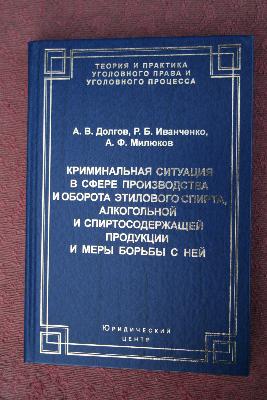 ТЕОРИЯ И ПРАКТИКА
УГОЛОВНОГО ПРАВА И
УГОЛОВНОГО ПРОЦЕССА
А. В. Долгов, Р. Б. Иванченко,
А. Ф. Милюков
КРИМИНАЛЬНАЯ СИТУАЦИЯ
В СФЕРЕ ПРОИЗВОДСТВА
И ОБОРОТА ЭТИЛОВОГО СПИРТА,
АЛКОГОЛЬНОЙ
И СПИРТОСОДЕРЖАЩЕЙ
ПРОДУКЦИИ
И МЕРЫ БОРЬБЫ С НЕЙ
ЮРИДИЧЕСКИЙ
ЦЕНТР